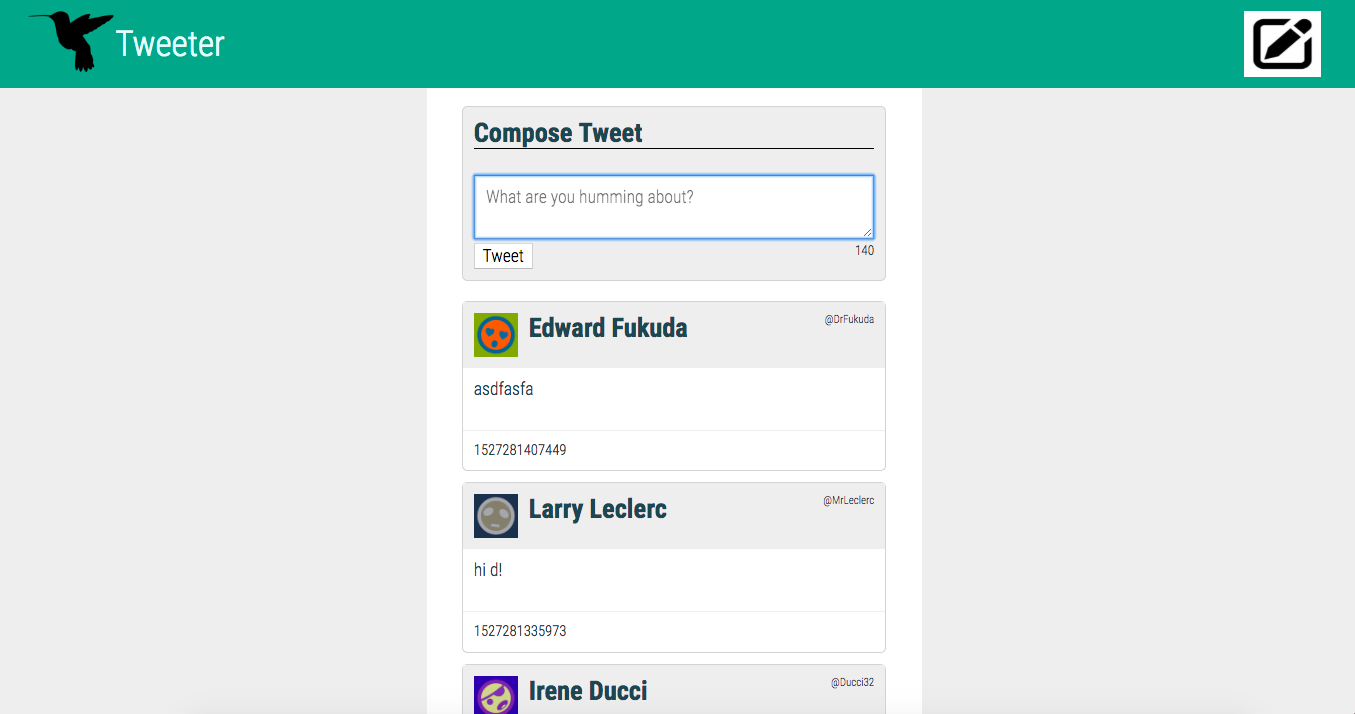 Tweeter
Compose Tweet
What are you humming about?
Tweet
140
Edward Fukuda
@DrFukuda
asdfasfa
1527281407449
Larry Leclerc
@MrLeclerc
hi d!
1527281335973
Irene Ducci
@Ducci32